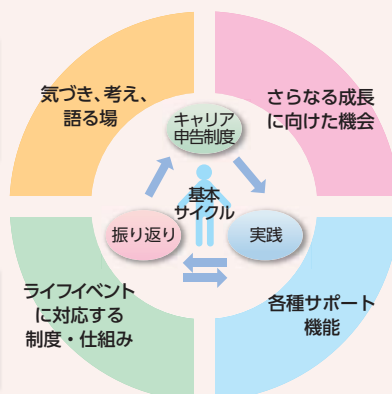 気づき、考え、
語る場
さらなる成長
に向けた機会
キャリア
申告制度
基本
サイクル
振り返り
実践
ライフイベント
に対応する
制度・仕組み
各種サポート
機能